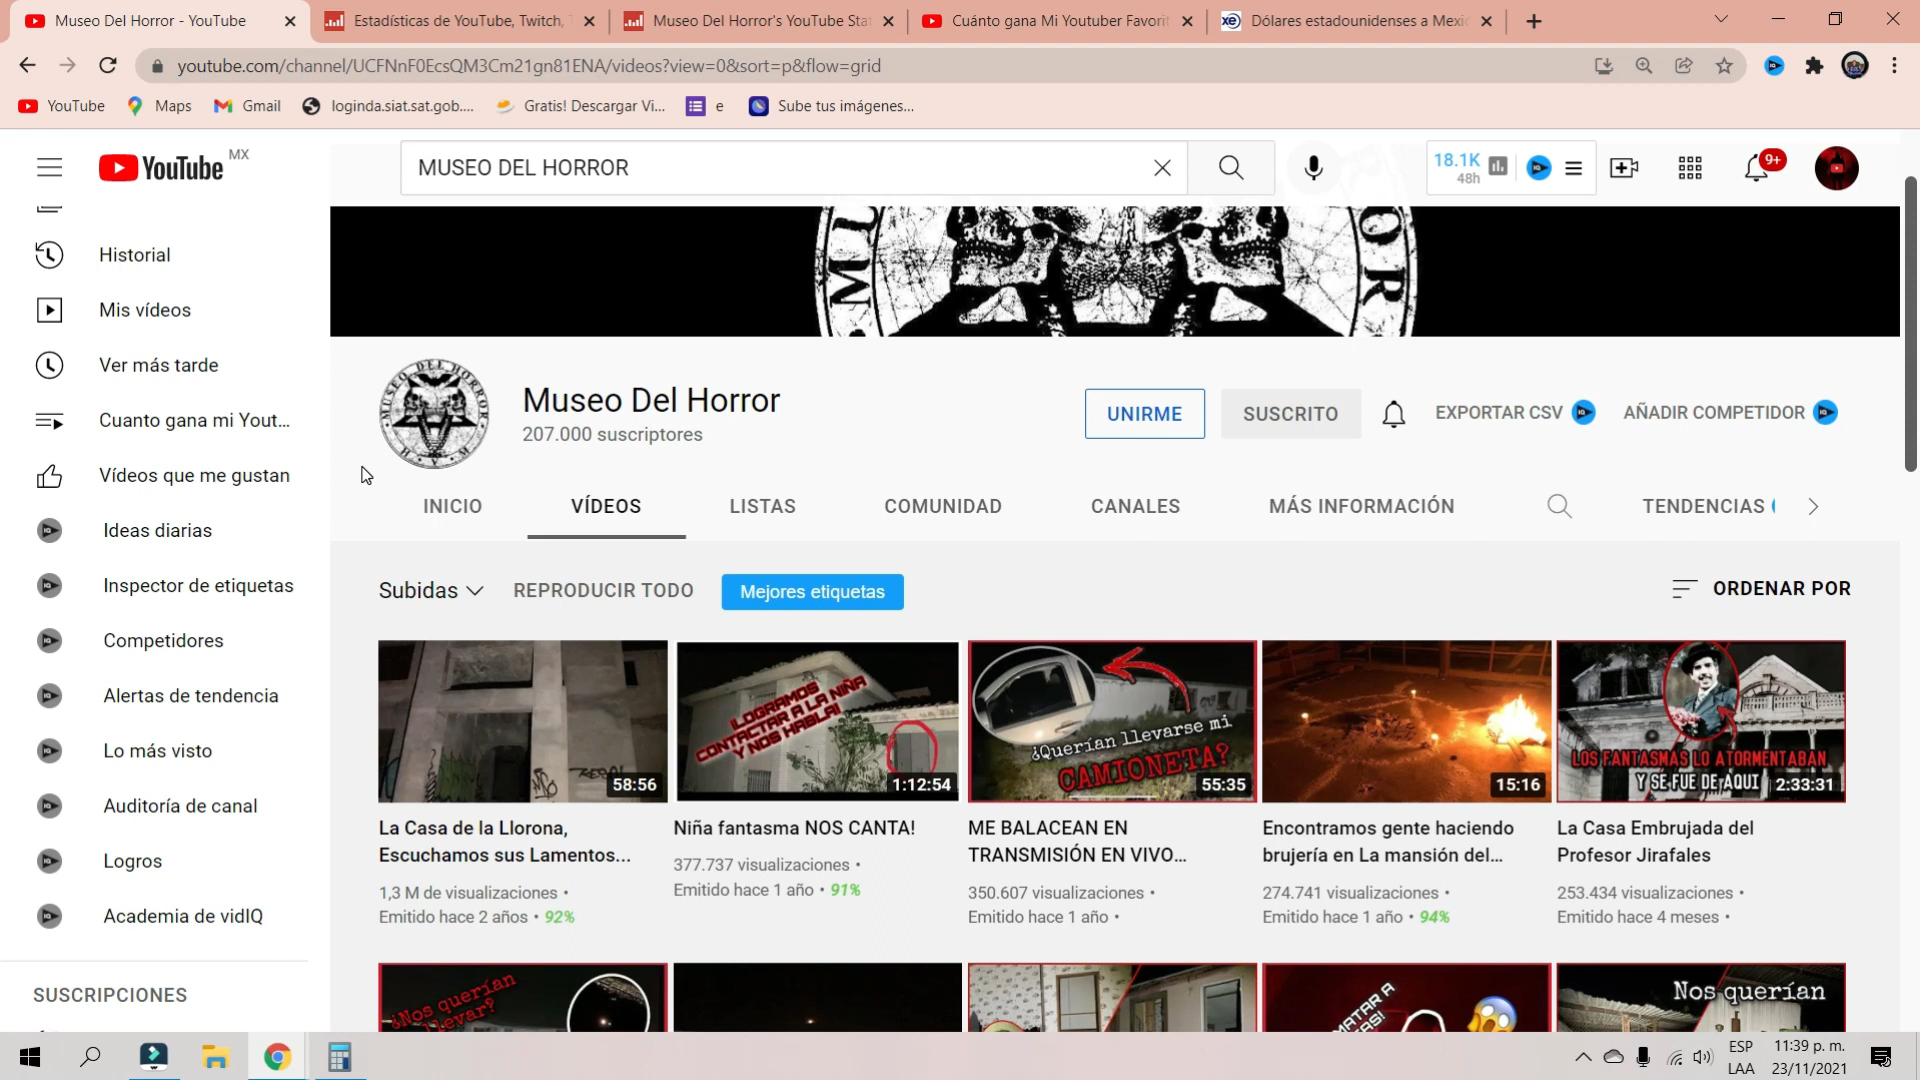 Museo Del Horror - YouTube
Estadísticas de YouTube, Twitch,
Museo Del Horror's YouTube Sta
Cuánto gana Mi Youtuber Favorit
Dólares estadounidenses a Mexi
youtube.com/channel/UCFNnF0EcsQM3Cm21gn81ENA/videos?view=0&sort=p&flow=grid
YouTube
Maps
Gmail
loginda.siat.sat.gob....
Gratis! Descargar Vi...
e
Sube tus imágenes...
YouTube MX
MUSEO DEL HORROR
18.1K
48h
9+
Historial
Mis vídeos
Ver más tarde
Cuanto gana mi Yout...
Vídeos que me gustan
Ideas diarias
Inspector de etiquetas
Competidores
Alertas de tendencia
Lo más visto
Auditoría de canal
Logros
Academia de vidIQ
SUSCRIPCIONES
Museo Del Horror
207.000 suscriptores
UNIRME
SUSCRITO
EXPORTAR CSV
AÑADIR COMPETIDOR
INICIO
VÍDEOS
LISTAS
COMUNIDAD
CANALES
MÁS INFORMACIÓN
TENDENCIAS
Subidas
REPRODUCIR TODO
Mejores etiquetas
ORDENAR POR
58:56
La Casa de la Llorona,
Escuchamos sus Lamentos...
1,3 M de visualizaciones •
Emitido hace 2 años • 92%
¡LOGRAMOS
CONTACTAR A LA NIÑA
Y NOS HABLA!
1:12:54
Niña fantasma NOS CANTA!
377.737 visualizaciones •
Emitido hace 1 año • 91%
¿Querían llevarse mi
CAMIONETA?
55:35
ME BALACEAN EN
TRANSMISIÓN EN VIVO...
350.607 visualizaciones •
Emitido hace 1 año •
15:16
Encontramos gente haciendo
brujería en La mansión del...
274.741 visualizaciones •
Emitido hace 1 año • 94%
LOS FANTASMAS LO ATORMENTABAN
Y SE FUE DE AQUI
2:33:31
La Casa Embrujada del
Profesor Jirafales
253.434 visualizaciones •
Emitido hace 4 meses •
¿Nos querían
llevar?
Nos querían
ESP
LAA
11:39 p. m.
23/11/2021